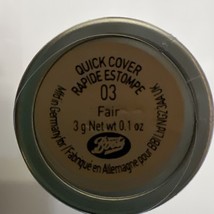 QUICK COVER
RAPIDE ESTOMPE
03
Fair
3 g Net wt 0.1 oz
Boots
Mfd in Germany for / Fabriqué en Allemagne pour